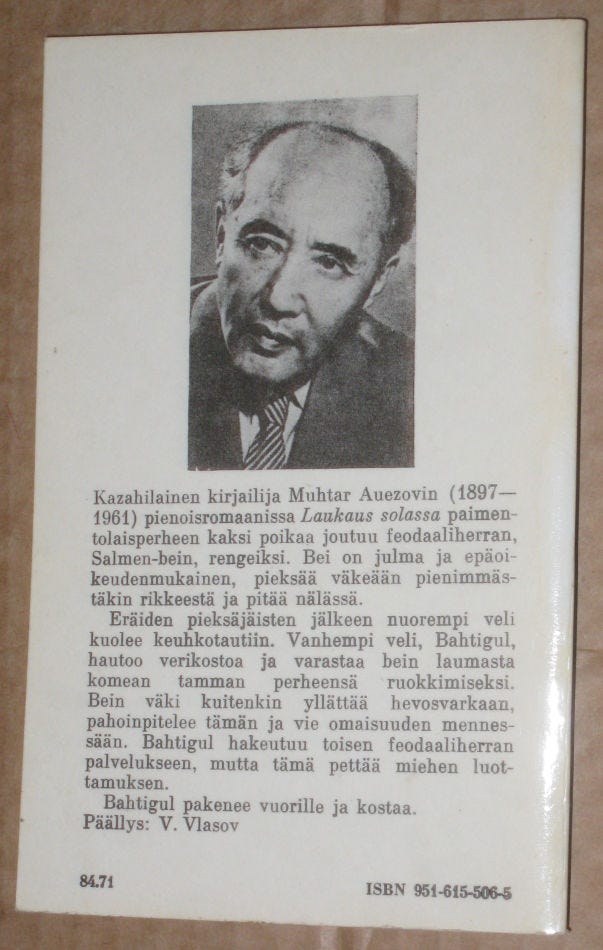 Kazahilainen kirjailija Muhtar Auezovin (1897—
1961) pienoisromaanissa Laukaus solassa paimen-
tolaisperheen kaksi poikaa joutuu feodaaliherran,
Salmen-bein, rengeiksi. Bei on julma ja epäoi-
keudenmukainen, pieksää väkeään pienimmäs-
täkin rikkeestä ja pitää nälässä.
Eräiden pieksäjäisten jälkeen nuorempi veli
kuolee keuhkotautiin. Vanhempi veli, Bahtigul,
hautoo verikostoa ja varastaa bein laumasta
komean tamman perheensä ruokkimiseksi.
Bein väki kuitenkin yllättää hevosvarkaan,
pahoinpitelee tämän ja vie omaisuuden mennes-
sään. Bahtigul hakeutuu toisen feodaaliherran
palvelukseen, mutta tämä pettää miehen luot-
tamuksen.
Bahtigul pakenee vuorille ja kostaa.
Päällys: V. Vlasov
84.71
ISBN 951-615-506-5